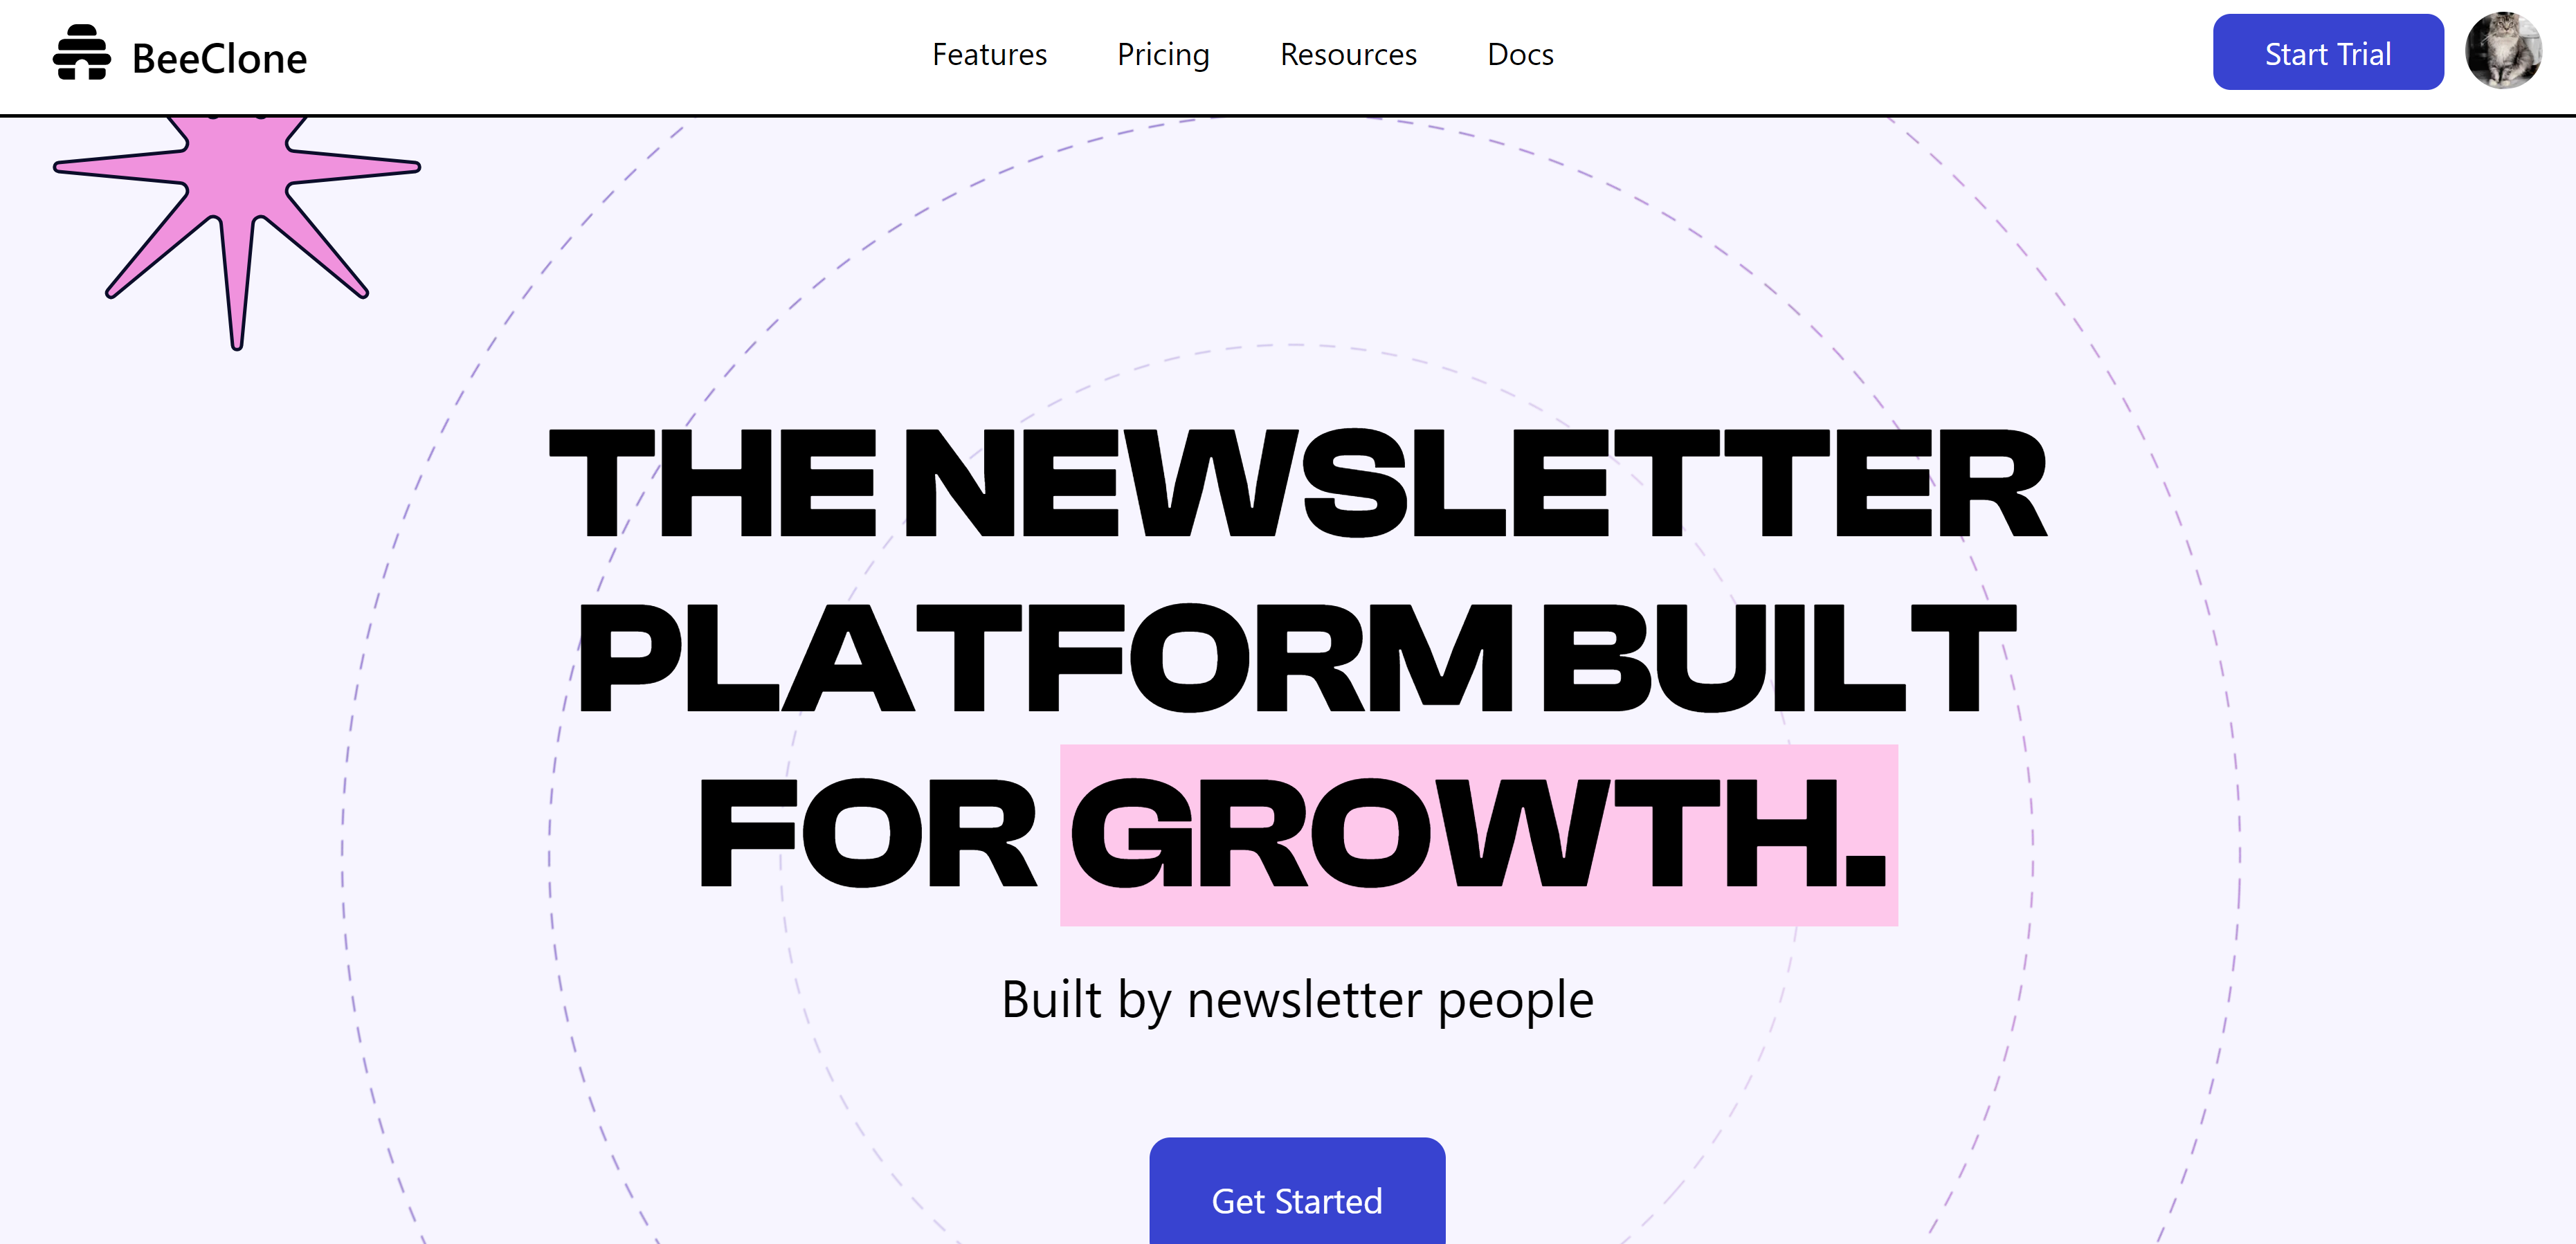 BeeClone
Features
Pricing
Resources
Docs
Start Trial
THE NEWSLETTER
PLATFORM BUILT
FOR GROWTH.
Built by newsletter people
Get Started